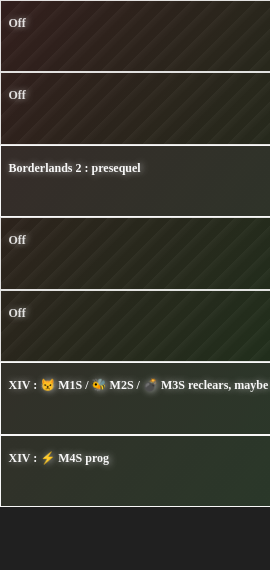 Off
Off
Borderlands 2 : presequel
Off
Off
XIV : 🐱 M1S / 🐝 M2S / 💣 M3S reclears, maybe
XIV : ⚡ M4S prog